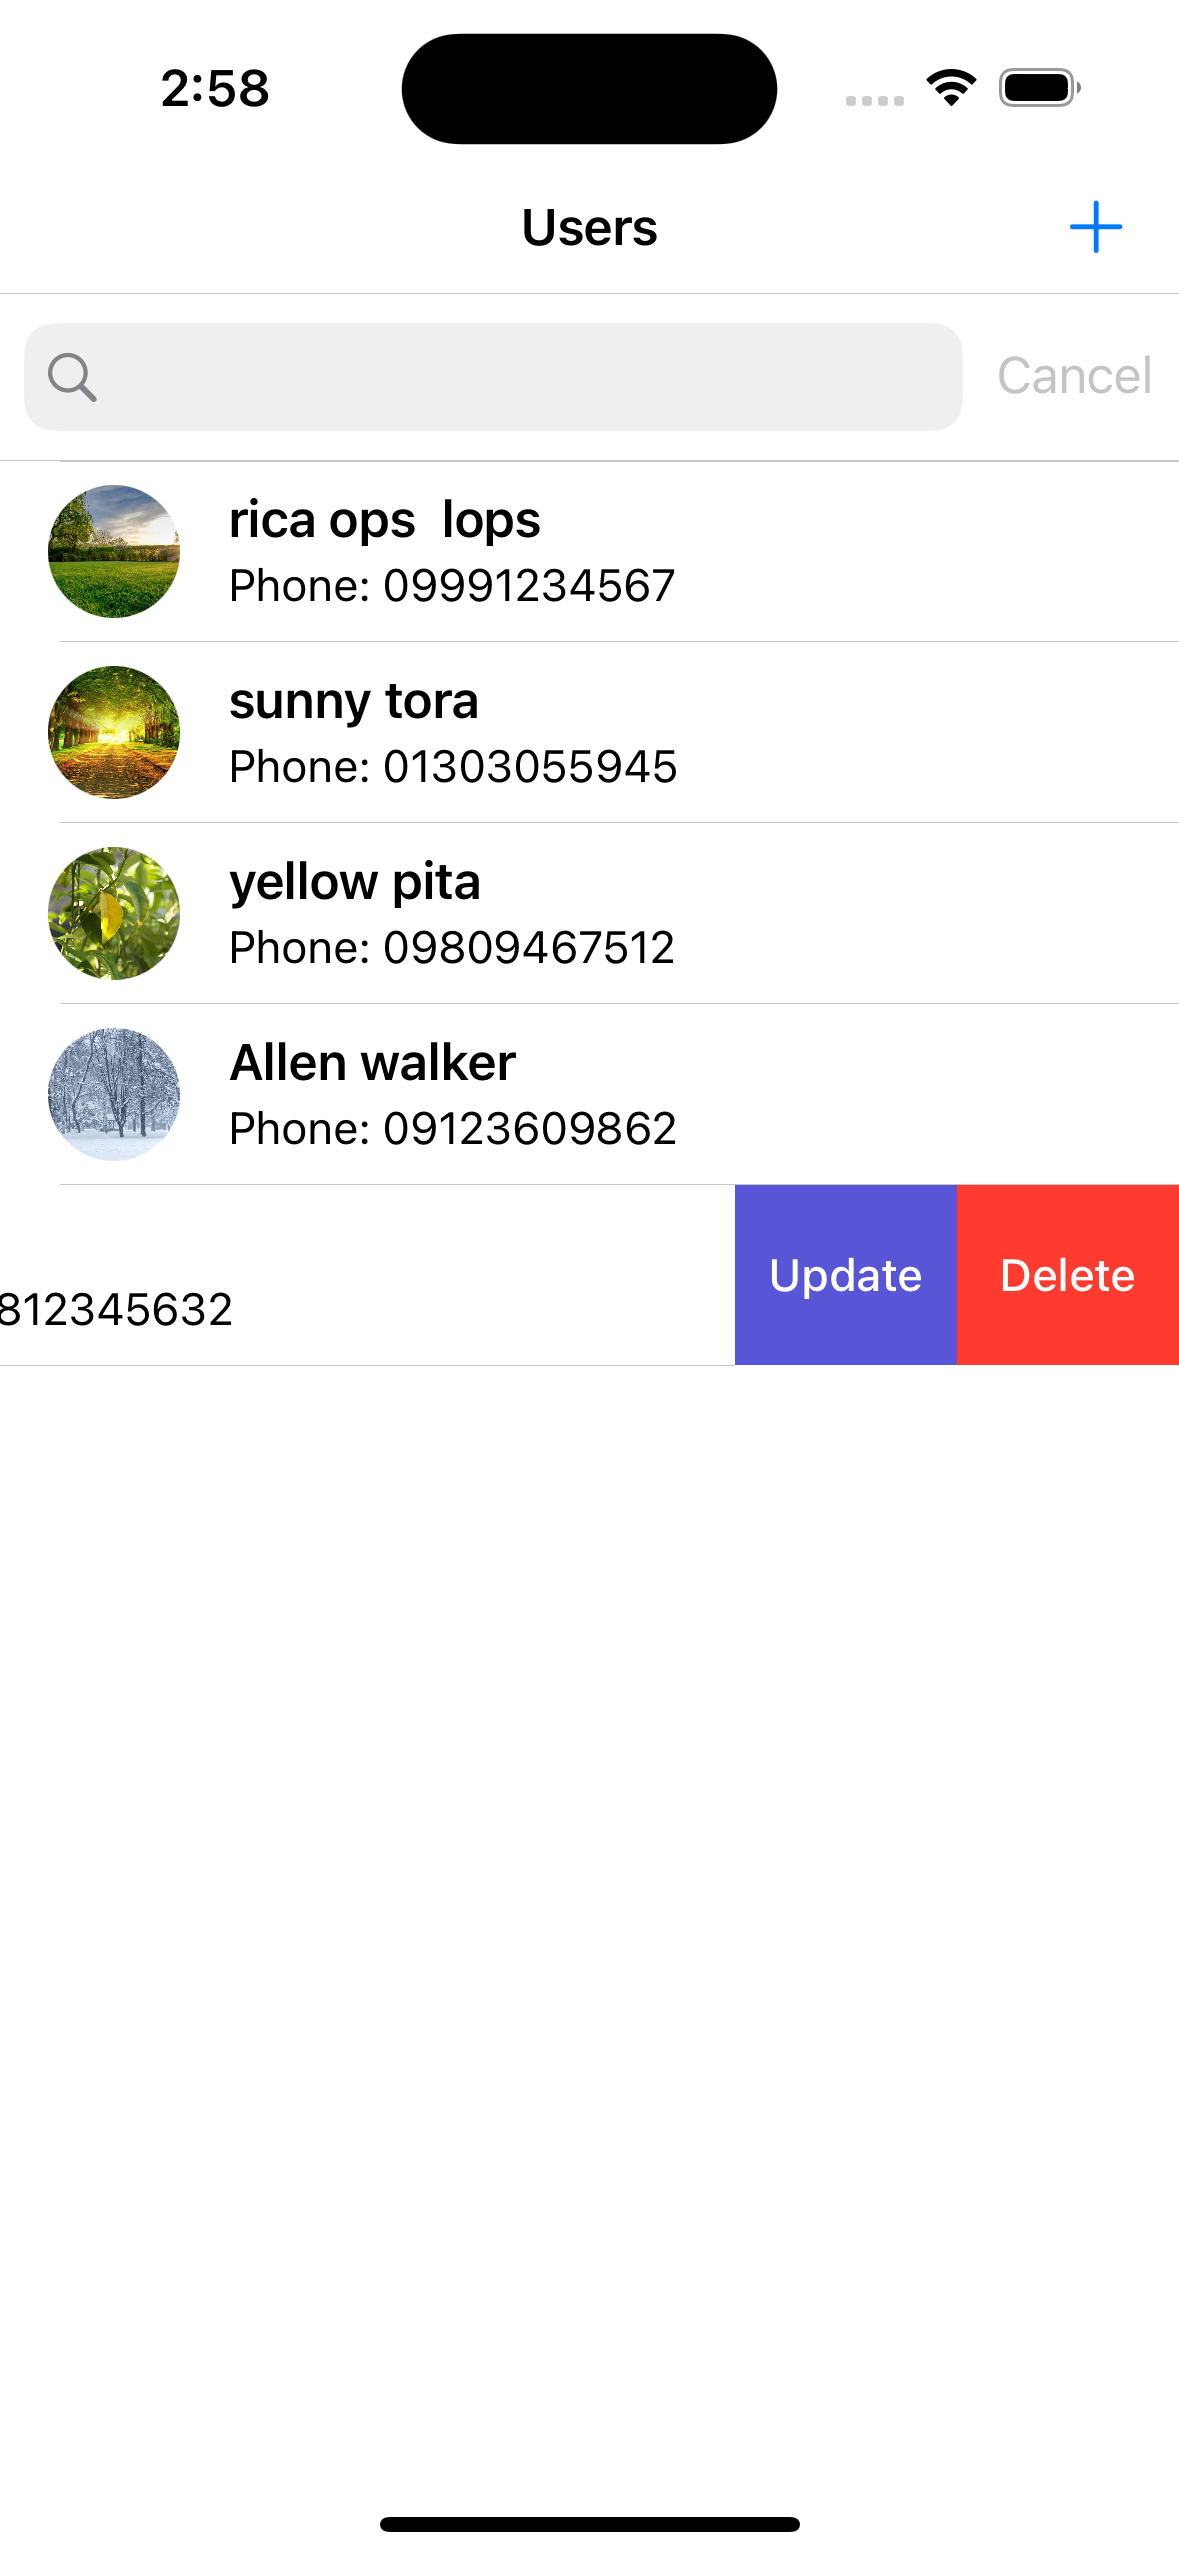 2:58
Users
Cancel
rica ops  lops
Phone: 09991234567
sunny tora
Phone: 01303055945
yellow pita
Phone: 09809467512
Allen walker
Phone: 09123609862
812345632
Update
Delete